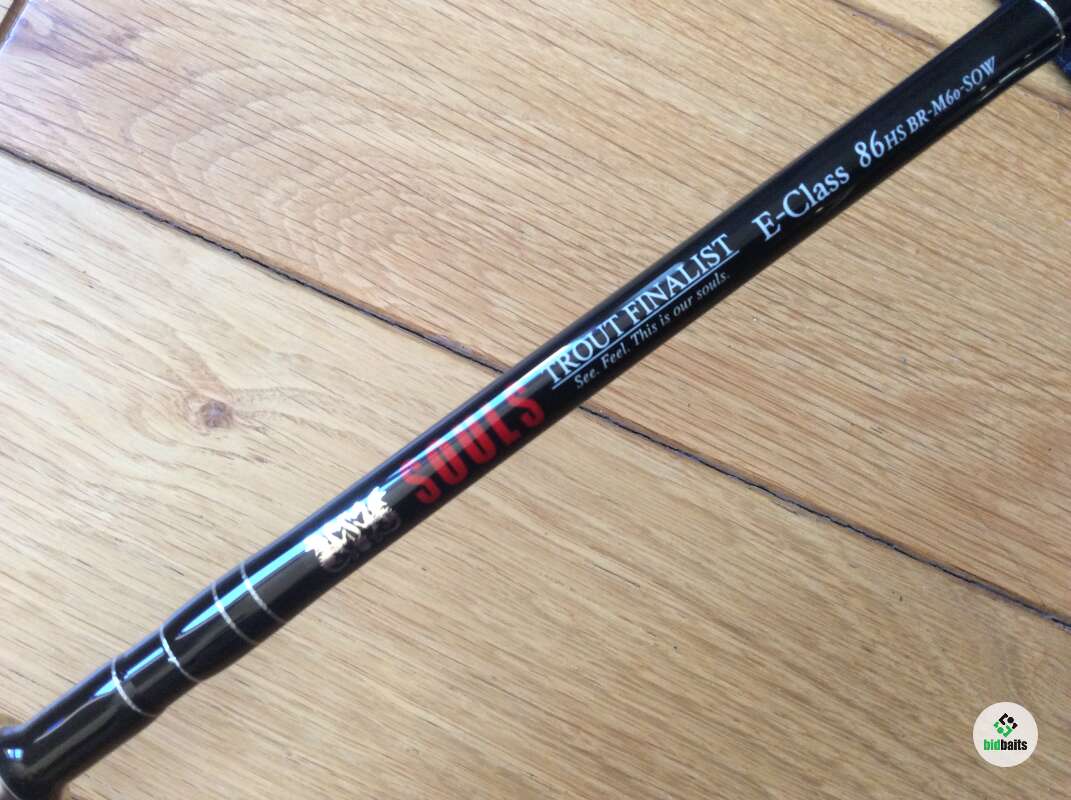 SOULS
TROUT FINALIST
See. Feel. This is our souls.
E-Class 86HS BR-M60-SOW
bidbaits